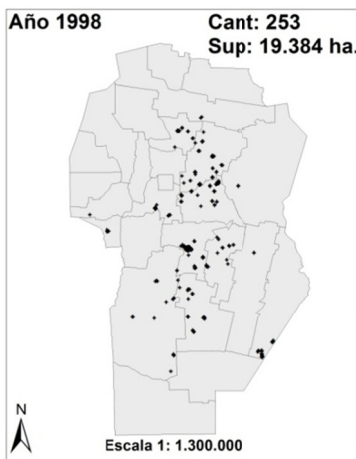 Año 1998
Cant: 253
Sup: 19.384 ha.
N
Escala 1: 1.300.000